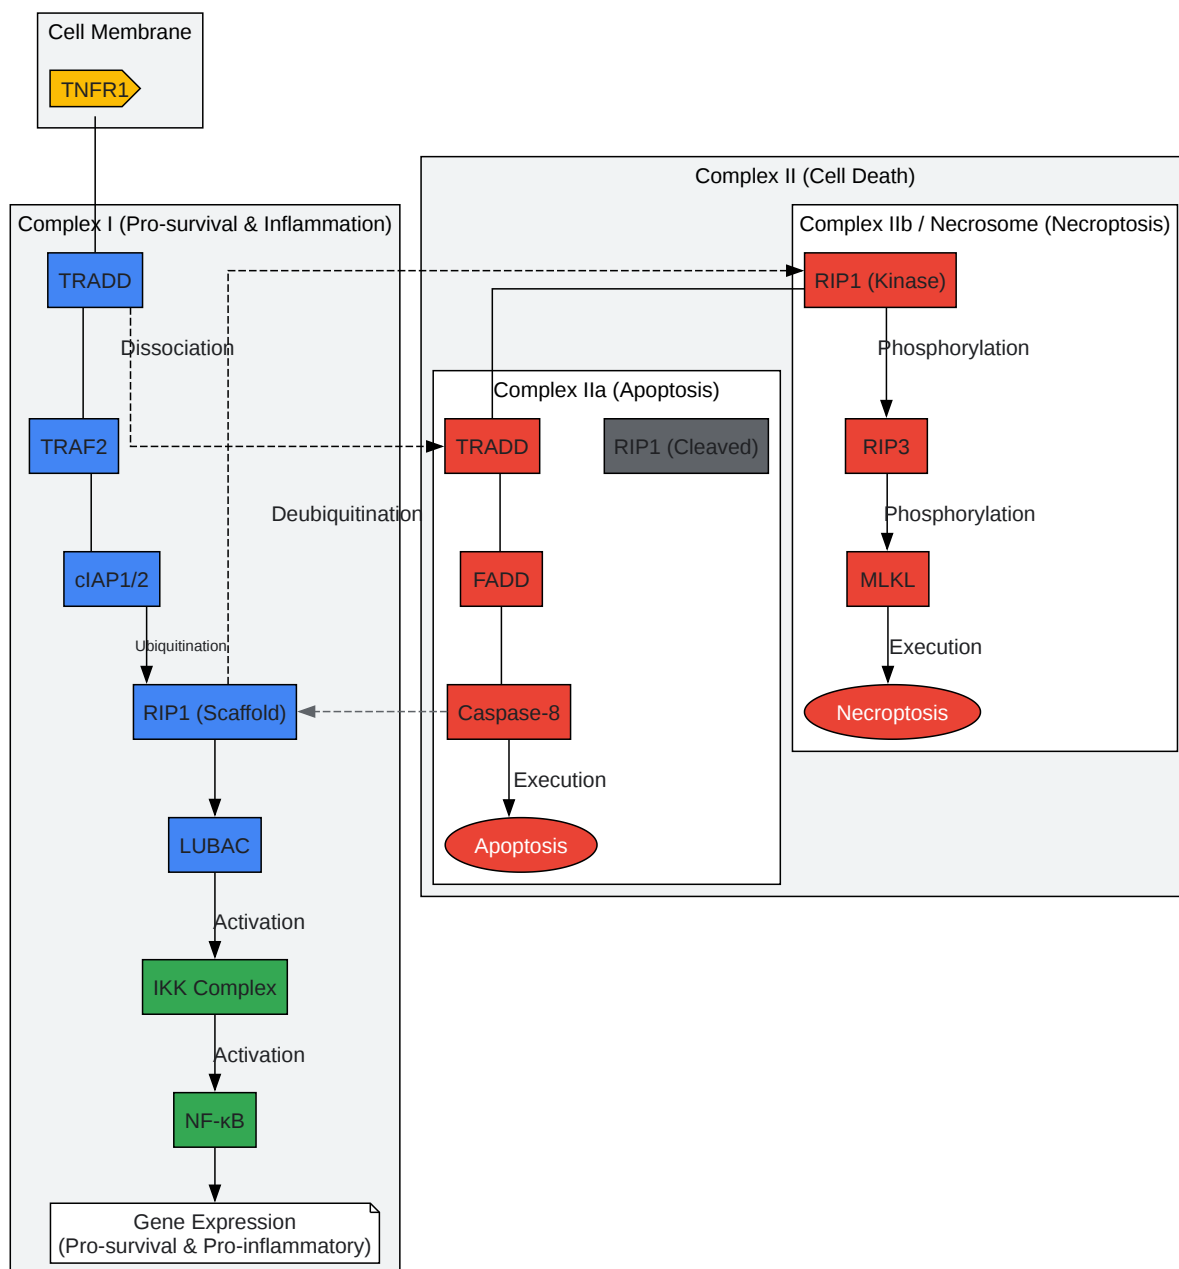 Cell Membrane
TNFR1
Complex II (Cell Death)
Complex I (Pro-survival & Inflammation)
Complex IIb / Necrosome (Necroptosis)
TRADD
RIP1 (Kinase)
Dissociation
Phosphorylation
Complex IIa (Apoptosis)
TRAF2
TRADD
RIP1 (Cleaved)
RIP3
Deubiquitination
Phosphorylation
cIAP1/2
FADD
MLKL
Ubiquitination
Execution
RIP1 (Scaffold)
Caspase-8
Necroptosis
Execution
LUBAC
Apoptosis
Activation
IKK Complex
Activation
NF-κB
Gene Expression
(Pro-survival & Pro-inflammatory)